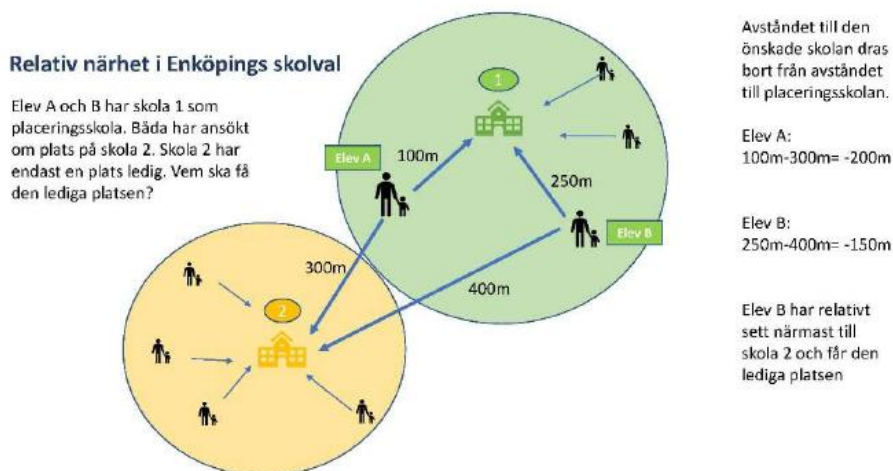 Relativ närhet i Enköpings skolval
Elev A och B har skola 1 som
placeringsskola. Båda har ansökt
om plats på skola 2. Skola 2 har
endast en plats ledig. Vem ska få
den lediga platsen?
1
Elev A
100m
250m
Elev B
300m
400m
2
Avståndet till den
önskade skolan dras
bort från avståndet
till placeringsskolan.
Elev A:
100m-300m= -200m
Elev B:
250m-400m= -150m
Elev B har relativt
sett närmast till
skola 2 och får den
lediga platsen